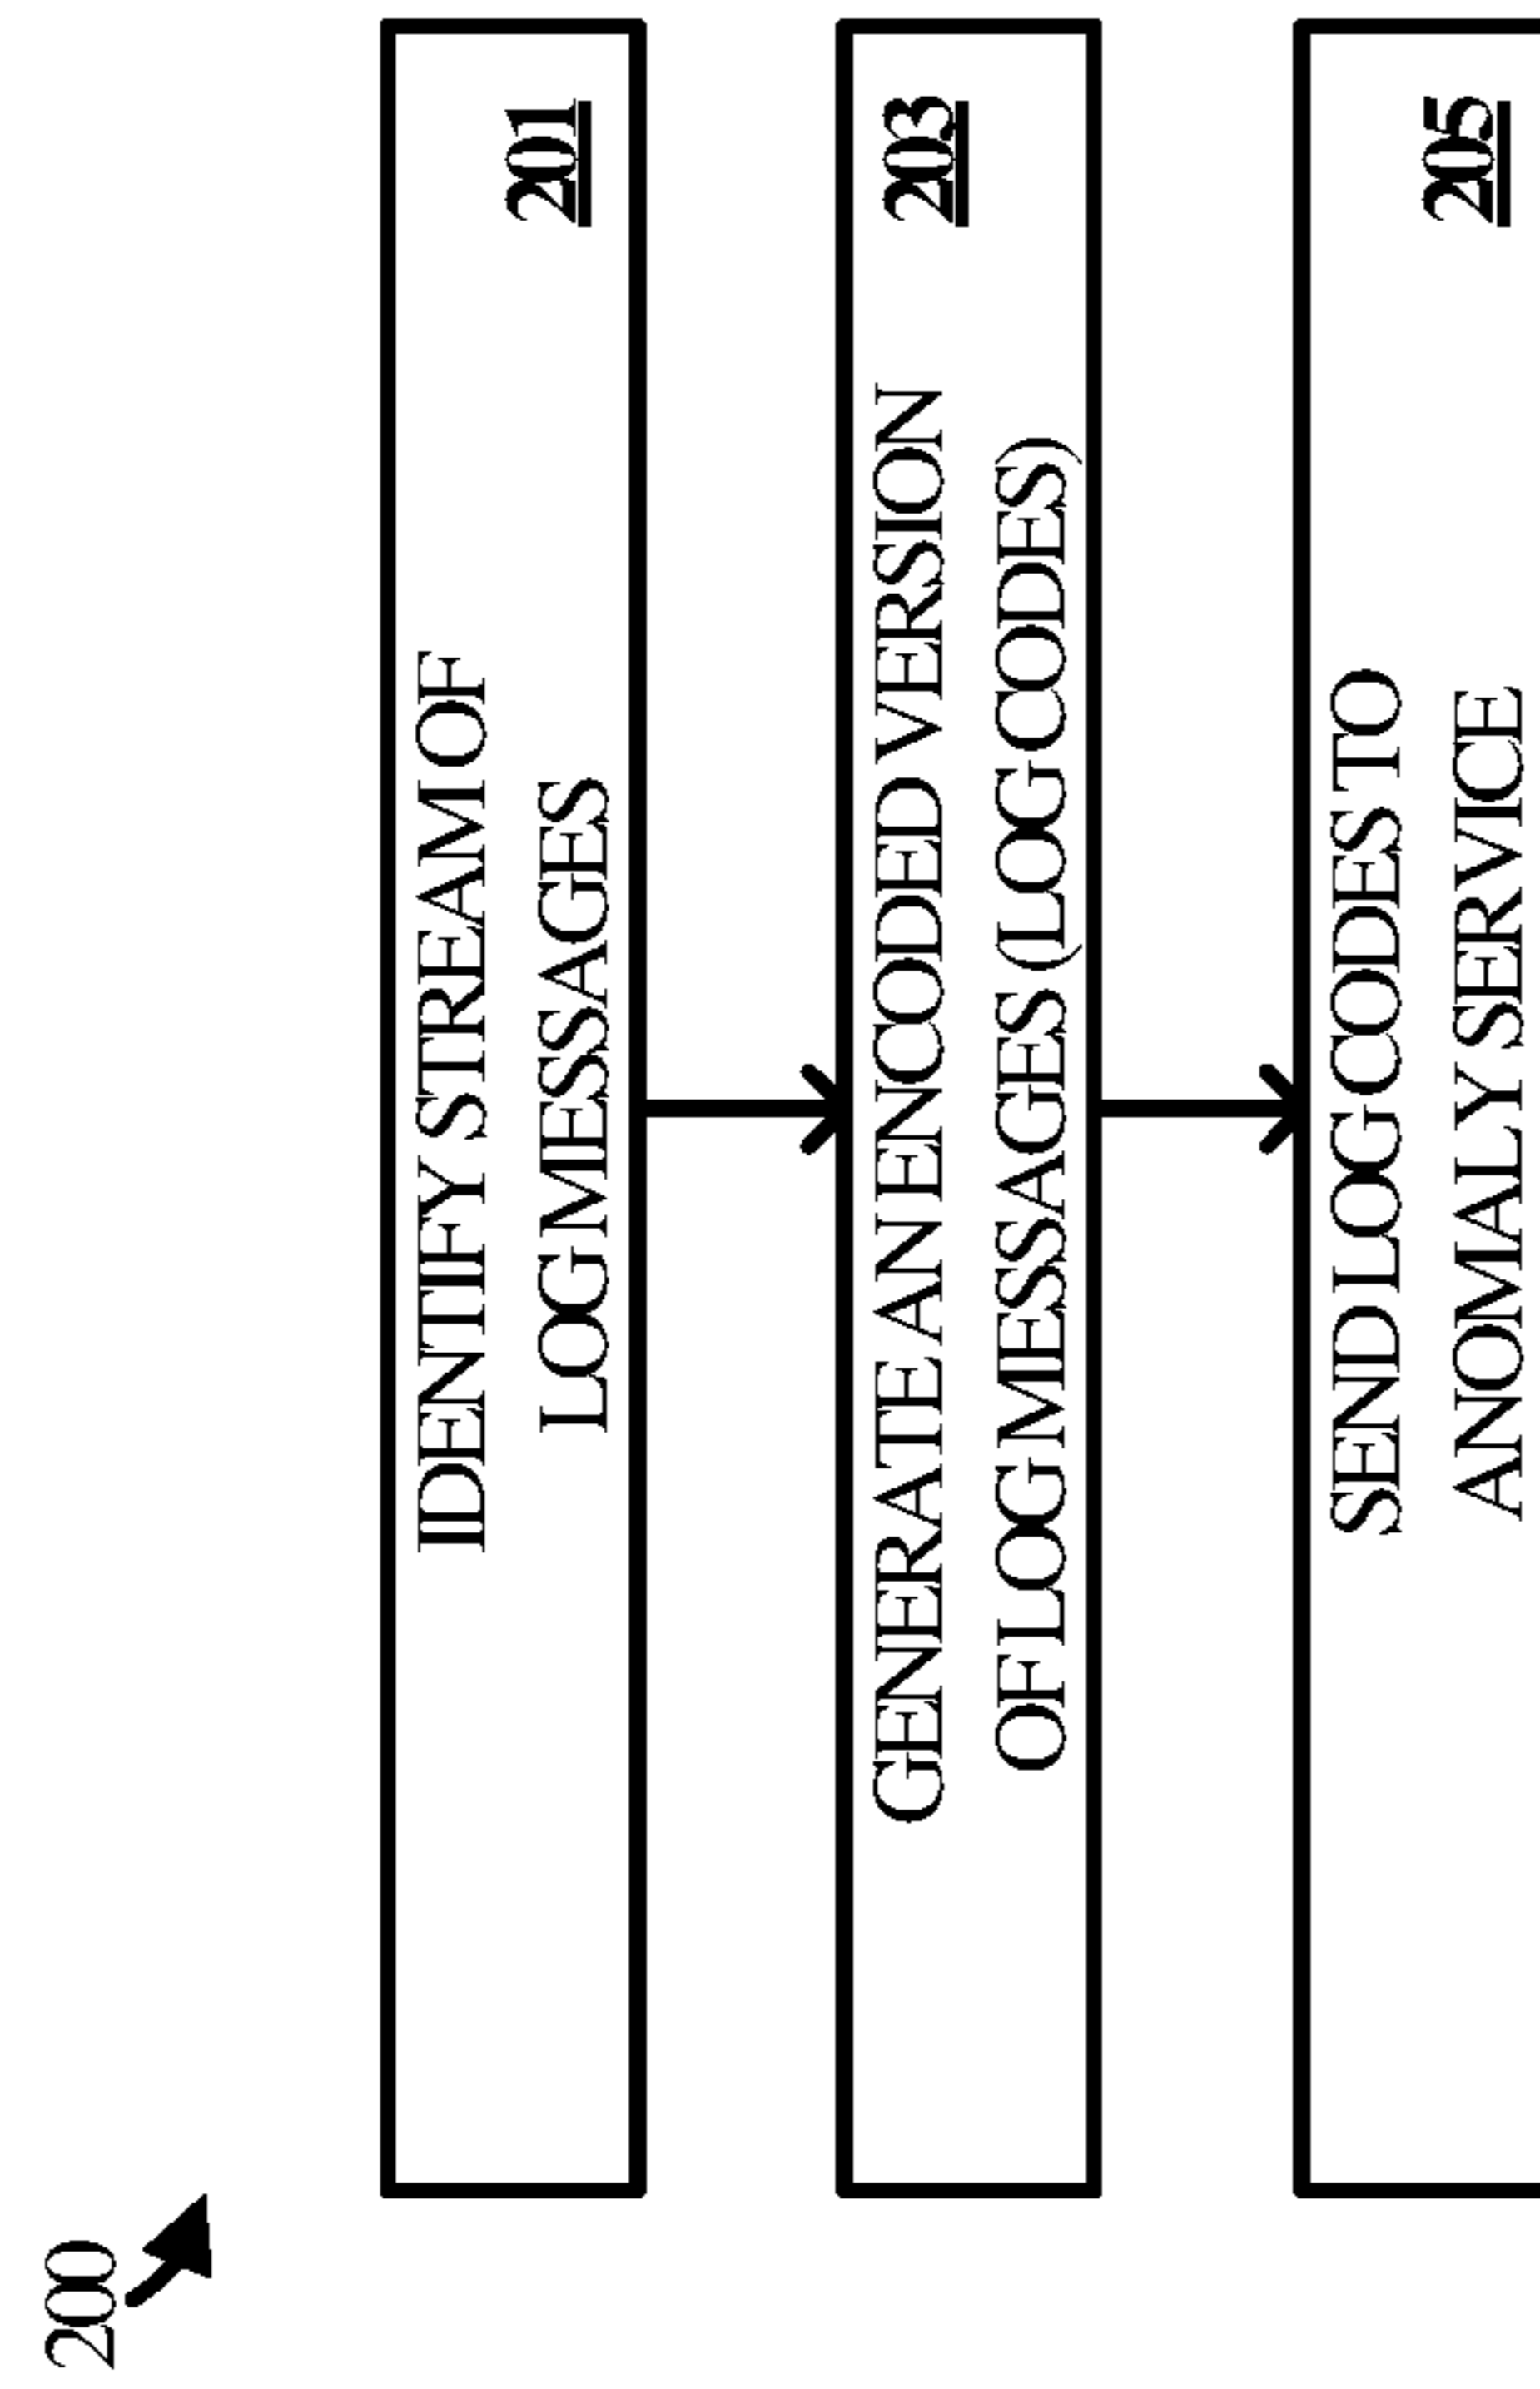 200
IDENTIFY STREAM OF
LOG MESSAGES
201
GENERATE AN ENCODED VERSION
OF LOG MESSAGES (LOG CODES)
203
SEND LOG CODES TO
ANOMALY SERVICE
205